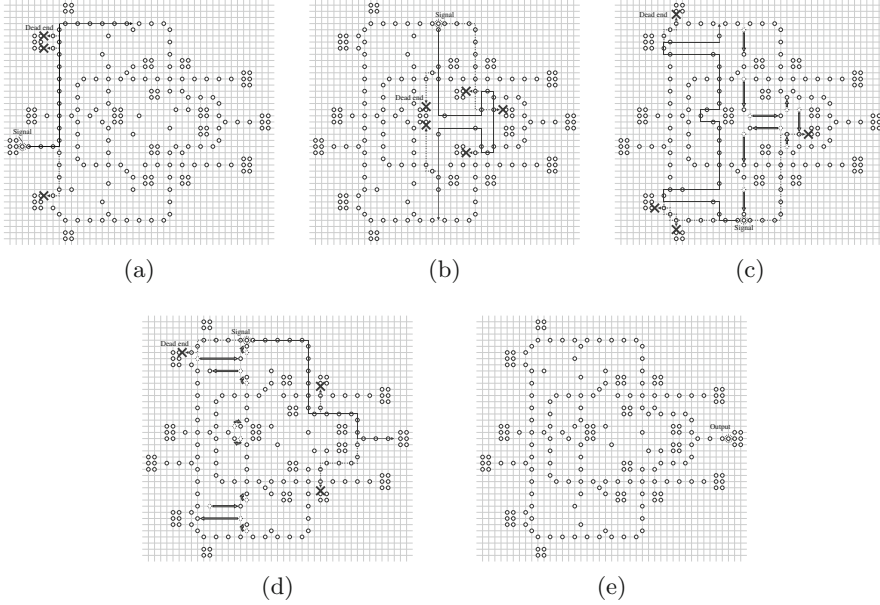 Dead end
Signal
(a)
Signal
Dead end
(b)
Dead end
Signal
(c)
Signal
Dead end
(d)
Output
(e)